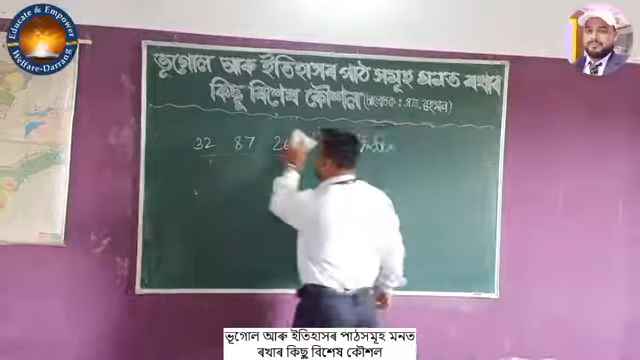 Educate & Empower
Welfare-Darrang
ভূগোল আৰু ইতিহাসৰ পাঠ সমূহ মনত ৰখাৰ
কিছু বিশেষ কৌশল
32 87 26
ভূগোল আৰু ইতিহাসৰ পাঠসমূহ মনত
ৰখাৰ কিছু বিশেষ কৌশল